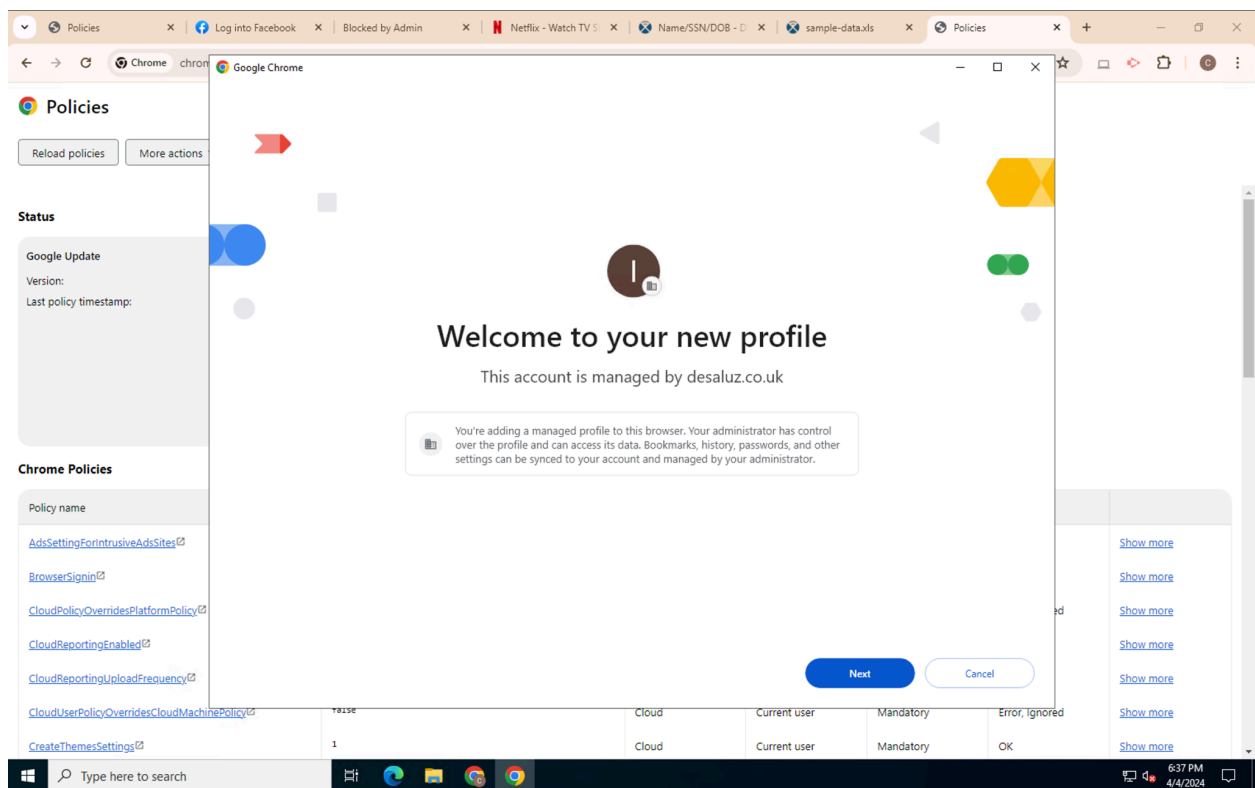 Policies
Log into Facebook
Blocked by Admin
Netflix - Watch TV S
Name/SSN/DOB - D
sample-data.xls
Policies
Chrome
chrom
Google Chrome
C
Policies
Reload policies
More actions
Status
Google Update
Version:
Last policy timestamp:
I
Welcome to your new profile
This account is managed by desaluz.co.uk
You're adding a managed profile to this browser. Your administrator has control
over the profile and can access its data. Bookmarks, history, passwords, and other
settings can be synced to your account and managed by your administrator.
Next
Cancel
Chrome Policies
Policy name
AdsSettingForIntrusiveAdsSites Show more
BrowserSignin Show more
CloudPolicyOverridesPlatformPolicy ed Show more
CloudReportingEnabled Show more
CloudReportingUploadFrequency Show more
CloudUserPolicyOverridesCloudMachinePolicy false Cloud Current user Mandatory Error, Ignored Show more
CreateThemesSettings 1 Cloud Current user Mandatory OK Show more
Type here to search
6:37 PM
4/4/2024